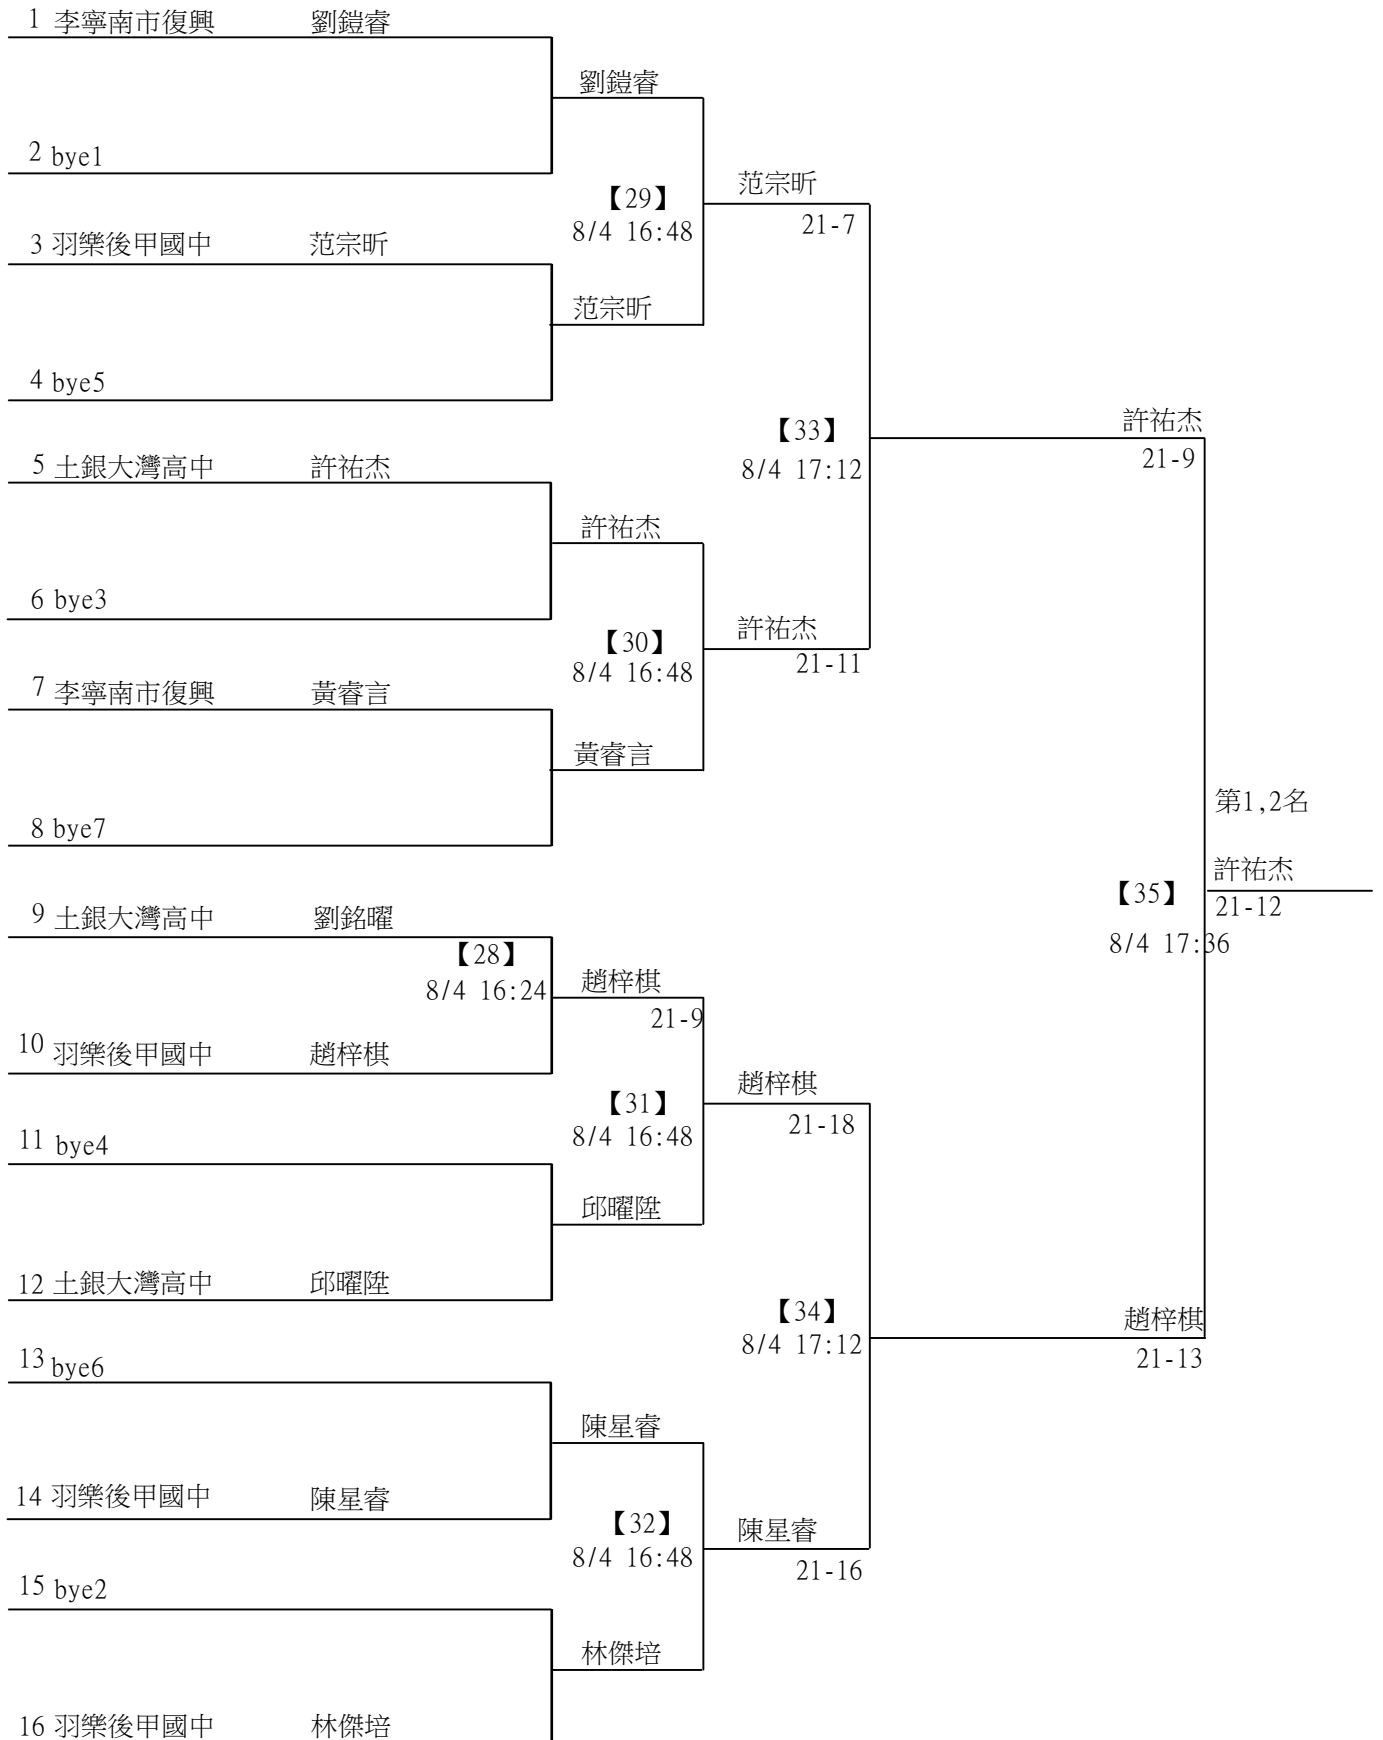 1 李寧南市復興 劉鎧睿
劉鎧睿
2 bye1
【29】
8/4 16:48
范宗昕
21-7
3 羽樂後甲國中 范宗昕
范宗昕
4 bye5
【33】
8/4 17:12
許祐杰
21-9
5 土銀大灣高中 許祐杰
許祐杰
6 bye3
【30】
8/4 16:48
許祐杰
21-11
7 李寧南市復興 黃睿言
黃睿言
8 bye7
第1,2名
【35】
8/4 17:36
許祐杰
21-12
9 土銀大灣高中 劉銘曜
【28】
8/4 16:24
趙梓棋
21-9
10 羽樂後甲國中 趙梓棋
【31】
8/4 16:48
趙梓棋
21-18
11 bye4
邱曜陞
12 土銀大灣高中 邱曜陞
【34】
8/4 17:12
趙梓棋
21-13
13 bye6
陳星睿
14 羽樂後甲國中 陳星睿
【32】
8/4 16:48
陳星睿
21-16
15 bye2
林傑培
16 羽樂後甲國中 林傑培